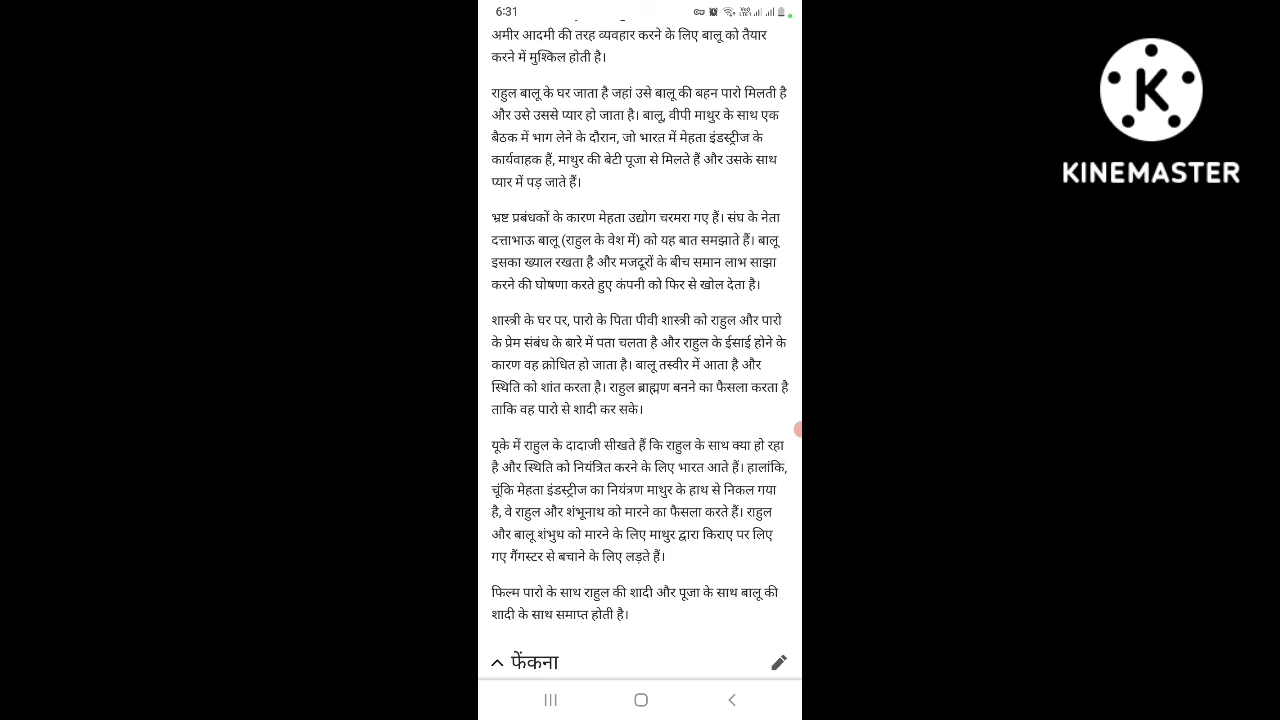 6:31
अमीर आदमी की तरह व्यवहार करने के लिए बालू को तैयार
करने में मुश्किल होती है।
राहुल बालू के घर जाता है जहां उसे बालू की बहन पारो मिलती है
और उसे उससे प्यार हो जाता है। बालू, वीपी माथुर के साथ एक
बैठक में भाग लेने के दौरान, जो भारत में मेहता इंडस्ट्रीज के
कार्यवाहक हैं, माथुर की बेटी पूजा से मिलते हैं और उसके साथ
प्यार में पड़ जाते हैं।
भ्रष्ट प्रबंधकों के कारण मेहता उद्योग चरमरा गए हैं। संघ के नेता
दत्ताभाऊ बालू (राहुल के वेश में) को यह बात समझाते हैं। बालू
इसका ख्याल रखता है और मजदूरों के बीच समान लाभ साझा
करने की घोषणा करते हुए कंपनी को फिर से खोल देता है।
शास्त्री के घर पर, पारो के पिता पीवी शास्त्री को राहुल और पारो
के प्रेम संबंध के बारे में पता चलता है और राहुल के ईसाई होने के
कारण वह क्रोधित हो जाता है। बालू तस्वीर में आता है और
स्थिति को शांत करता है। राहुल ब्राह्मण बनने का फैसला करता है
ताकि वह पारो से शादी कर सके।
यूके में राहुल के दादाजी सीखते हैं कि राहुल के साथ क्या हो रहा
है और स्थिति को नियंत्रित करने के लिए भारत आते हैं। हालांकि,
चूंकि मेहता इंडस्ट्रीज का नियंत्रण माथुर के हाथ से निकल गया
है, वे राहुल और शंभूनाथ को मारने का फैसला करते हैं। राहुल
और बालू शंभुथ को मारने के लिए माथुर द्वारा किराए पर लिए
गए गैंगस्टर से बचाने के लिए लड़ते हैं।
फिल्म पारो के साथ राहुल की शादी और पूजा के साथ बालू की
शादी के साथ समाप्त होती है।
फेंकना
K
KINEMASTER